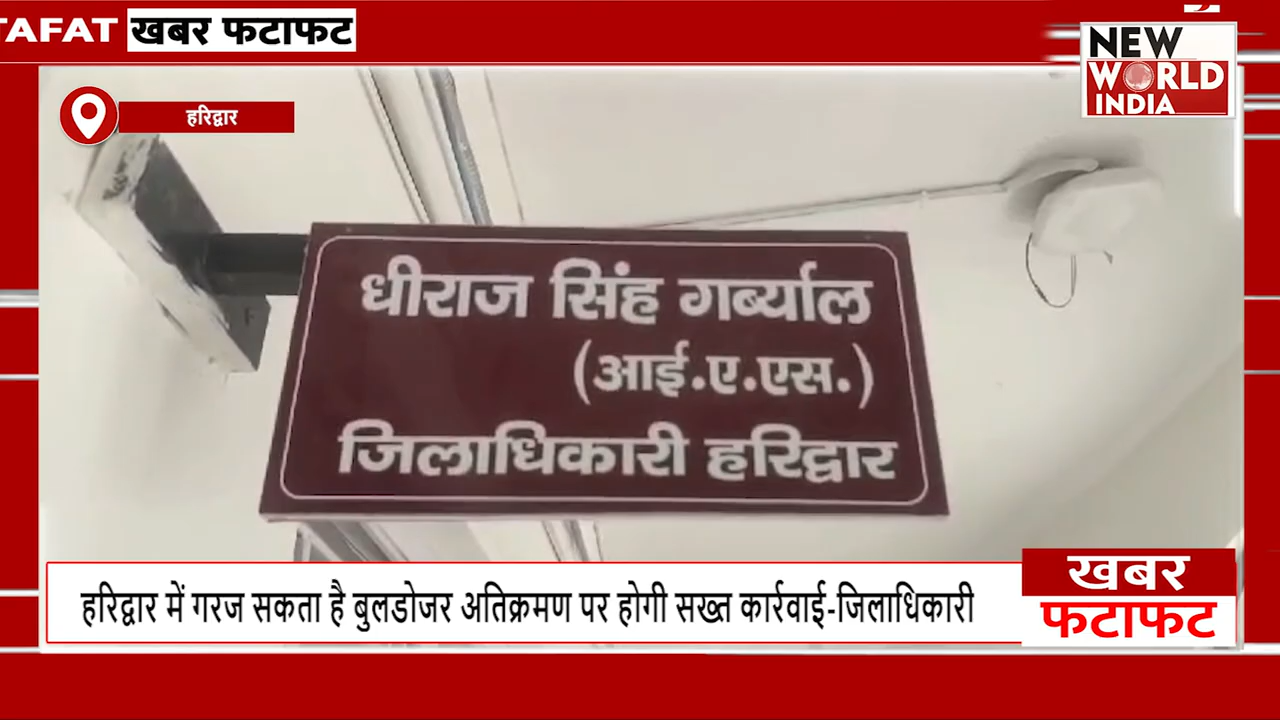 TAFAT खबर फटाफट
NEW
WORLD
INDIA
हरिद्वार
धीराज सिंह गर्ब्याल
(आई.ए.एस.)
जिलाधिकारी हरिद्वार
हरिद्वार में गरज सकता है बुलडोजर अतिक्रमण पर होगी सख्त कार्रवाई-जिलाधिकारी
खबर
फटाफट